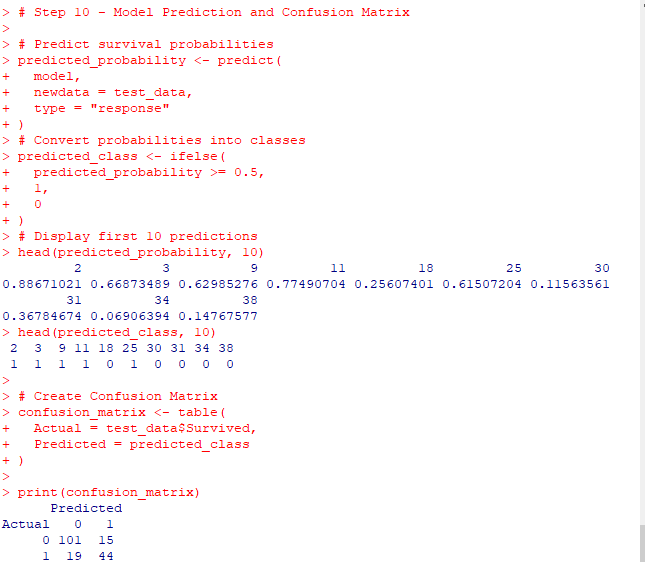 > # Step 10 - Model Prediction and Confusion Matrix
>
> # Predict survival probabilities
> predicted_probability <- predict(
+   model,
+   newdata = test_data,
+   type = "response"
+ )
> # Convert probabilities into classes
> predicted_class <- ifelse(
+   predicted_probability >= 0.5,
+   1,
+   0
+ )
> # Display first 10 predictions
> head(predicted_probability, 10)
         2          3          9         11         18         25         30
0.88671021 0.66873489 0.62985276 0.77490704 0.25607401 0.61507204 0.11563561
        31         34         38
0.36784674 0.06906394 0.14767577
> head(predicted_class, 10)
 2  3  9 11 18 25 30 31 34 38
 1  1  1  1  0  1  0  0  0  0
>
> # Create Confusion Matrix
> confusion_matrix <- table(
+   Actual = test_data$Survived,
+   Predicted = predicted_class
+ )
>
> print(confusion_matrix)
      Predicted
Actual   0   1
     0 101  15
     1  19  44